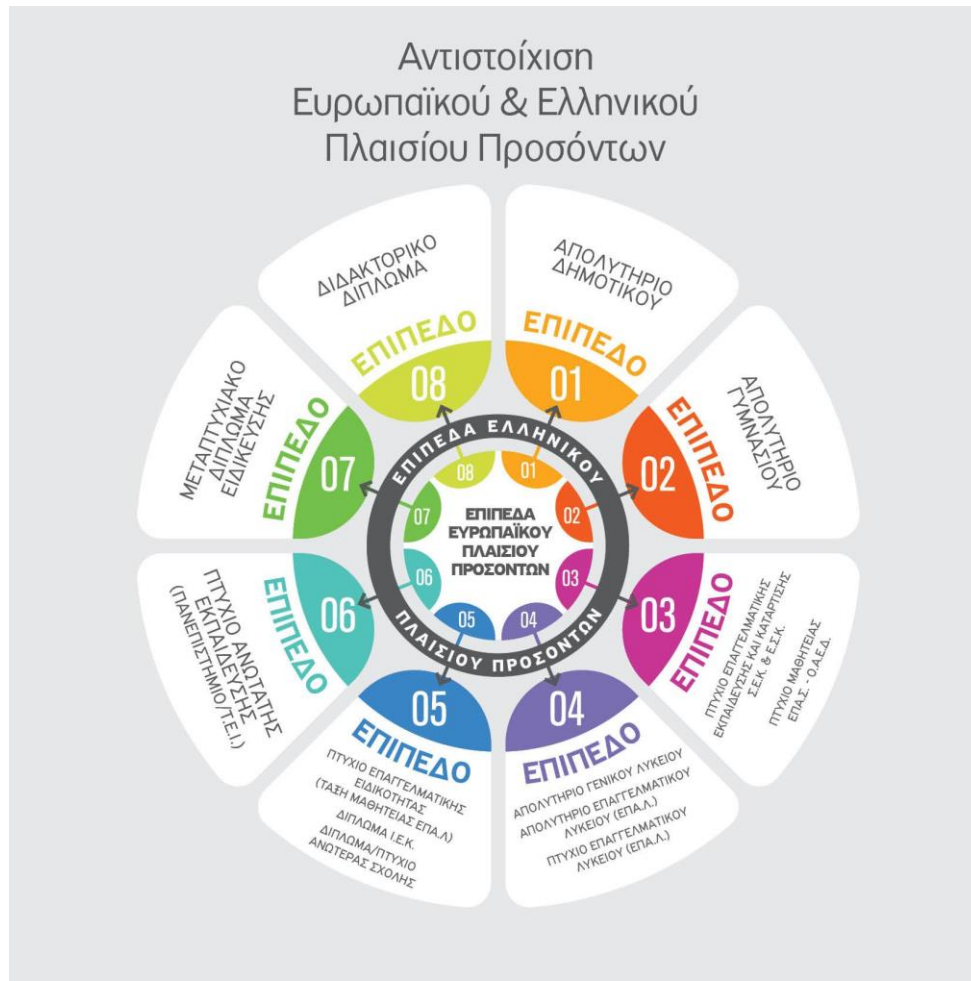 Αντιστοίχιση
Ευρωπαϊκού & Ελληνικού
Πλαισίου Προσόντων
ΑΠΟΛΥΤΗΡΙΟ
ΔΗΜΟΤΙΚΟΥ
ΕΠΙΠΕΔΟ
01
ΑΠΟΛΥΤΗΡΙΟ
ΓΥΜΝΑΣΙΟΥ
ΕΠΙΠΕΔΟ
02
ΕΠΙΠΕΔΟ
03
ΠΤΥΧΙΟ ΕΠΑΓΓΕΛΜΑΤΙΚΗΣ
ΕΚΠΑΙΔΕΥΣΗΣ ΚΑΙ ΚΑΤΑΡΤΙΣΗΣ
Σ.Ε.Κ. & Ε.Σ.Κ.
ΠΤΥΧΙΟ ΜΑΘΗΤΕΙΑΣ
ΕΠΑ.Σ. - Ο.Α.Ε.Δ.
04
ΕΠΙΠΕΔΟ
ΑΠΟΛΥΤΗΡΙΟ ΓΕΝΙΚΟΥ ΛΥΚΕΙΟΥ
ΑΠΟΛΥΤΗΡΙΟ ΕΠΑΓΓΕΛΜΑΤΙΚΟΥ
ΛΥΚΕΙΟΥ (ΕΠΑ.Λ.)
ΠΤΥΧΙΟ ΕΠΑΓΓΕΛΜΑΤΙΚΟΥ
ΛΥΚΕΙΟΥ (ΕΠΑ.Λ.)
05
ΕΠΙΠΕΔΟ
ΠΤΥΧΙΟ ΕΠΑΓΓΕΛΜΑΤΙΚΗΣ
ΕΙΔΙΚΟΤΗΤΑΣ
(ΤΑΞΗ ΜΑΘΗΤΕΙΑΣ ΕΠΑ.Λ)
ΔΙΠΛΩΜΑ Ι.Ε.Κ.
ΔΙΠΛΩΜΑ/ΠΤΥΧΙΟ
ΑΝΩΤΕΡΑΣ ΣΧΟΛΗΣ
06
ΕΠΙΠΕΔΟ
ΠΤΥΧΙΟ ΑΝΩΤΑΤΗΣ
ΕΚΠΑΙΔΕΥΣΗΣ
(ΠΑΝΕΠΙΣΤΗΜΙΟ/Τ.Ε.Ι.)
ΜΕΤΑΠΤΥΧΙΑΚΟ
ΔΙΠΛΩΜΑ
ΕΙΔΙΚΕΥΣΗΣ
ΕΠΙΠΕΔΟ
07
ΔΙΔΑΚΤΟΡΙΚΟ
ΔΙΠΛΩΜΑ
ΕΠΙΠΕΔΟ
08
ΕΠΙΠΕΔΑ ΕΛΛΗΝΙΚΟΥ
ΠΛΑΙΣΙΟΥ ΠΡΟΣΟΝΤΩΝ
01
02
03
04
05
06
07
08
ΕΠΙΠΕΔΑ
ΕΥΡΩΠΑΪΚΟΥ
ΠΛΑΙΣΙΟΥ
ΠΡΟΣΟΝΤΩΝ